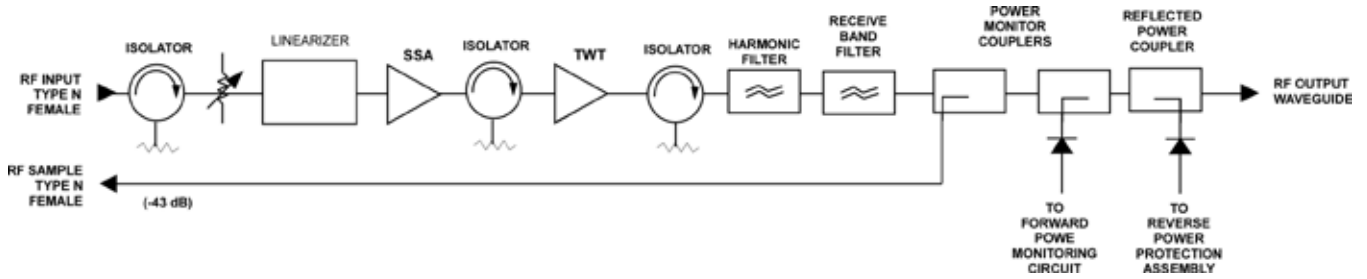 RF INPUT
TYPE N
FEMALE
ISOLATOR
LINEARIZER
SSA
ISOLATOR
TWT
ISOLATOR
HARMONIC
FILTER
RECEIVE
BAND
FILTER
POWER
MONITOR
COUPLERS
REFLECTED
POWER
COUPLER
RF OUTPUT
WAVEGUIDE
RF SAMPLE
TYPE N
FEMALE
(-43 dB)
TO
FORWARD
POWE
MONITORING
CIRCUIT
TO
REVERSE
POWER
PROTECTION
ASSEMBLY